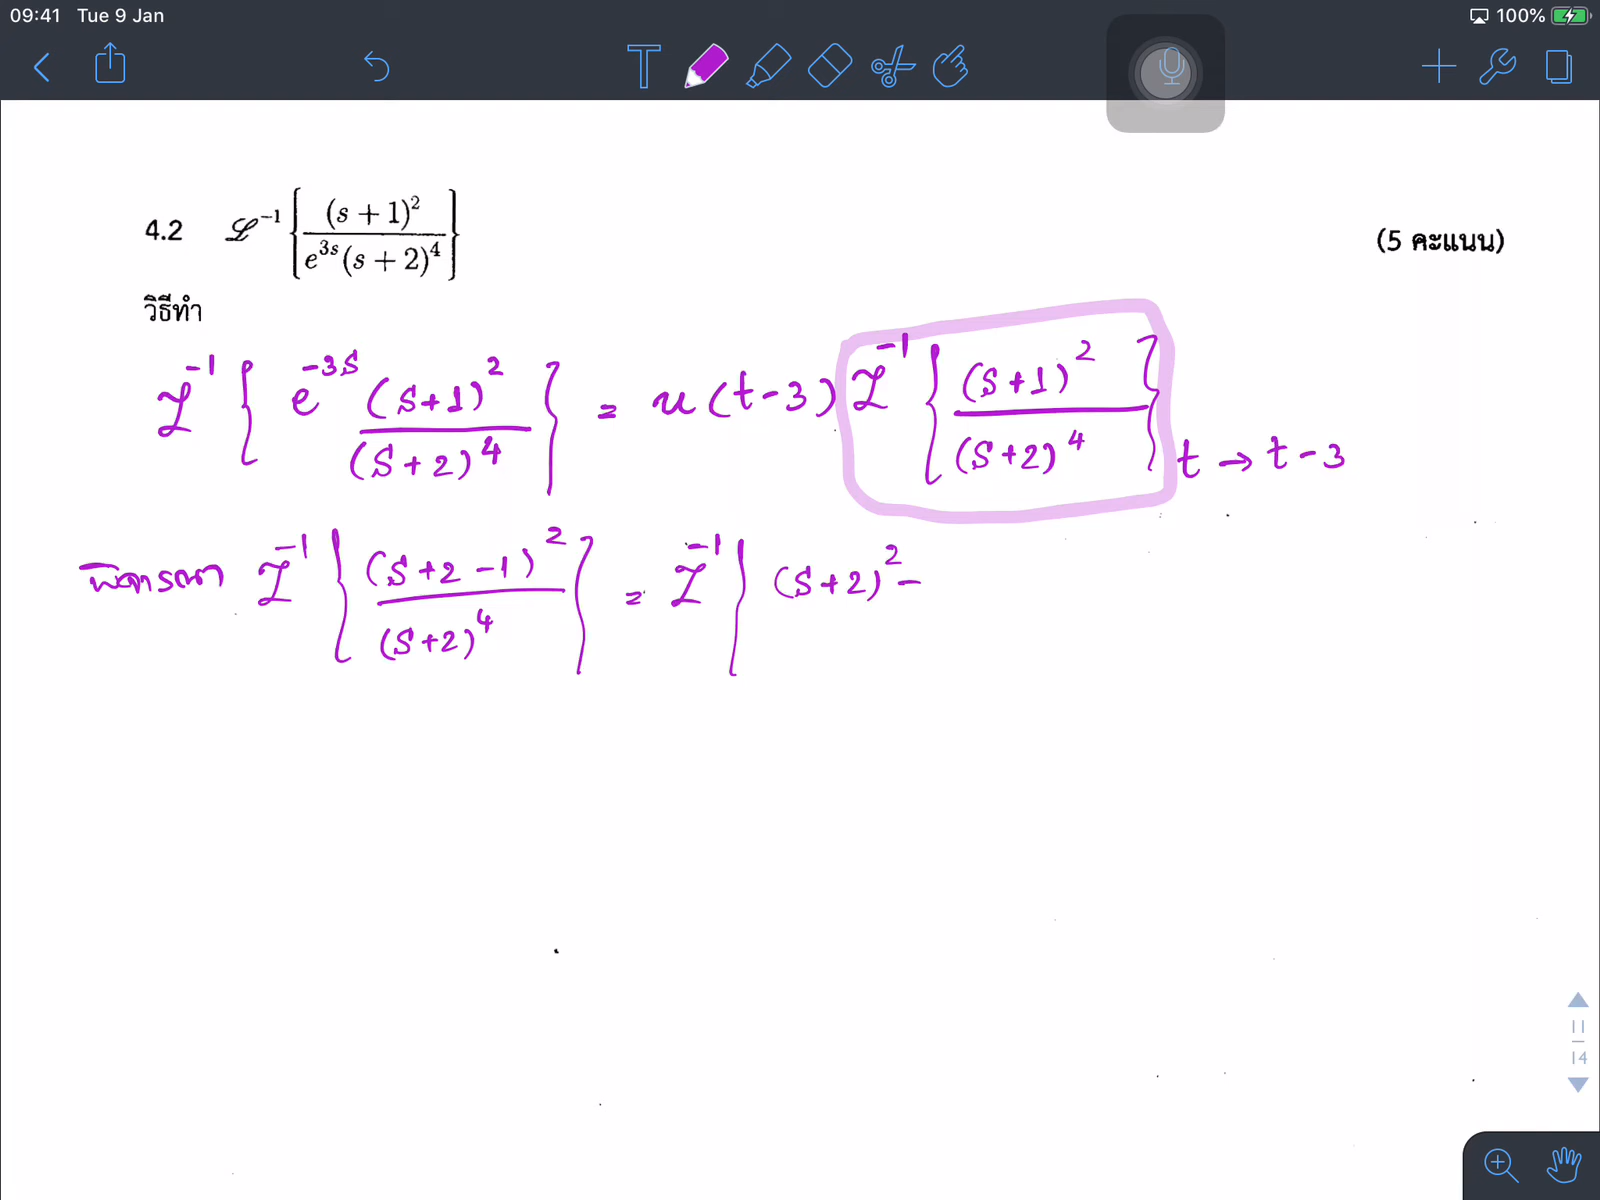 09:41 Tue 9 Jan 100%
T
4.2 ℒ⁻¹{(s + 1)² / e³ˢ(s + 2)⁴} (5 คะแนน)
วิธีทำ
ℒ⁻¹{e⁻³ˢ (s+1)² / (s+2)⁴} = u(t-3) ℒ⁻¹{(s+1)² / (s+2)⁴} t → t-3
พิจารณา ℒ⁻¹{(s+2-1)² / (s+2)⁴} = ℒ⁻¹{(s+2)² -
11
14